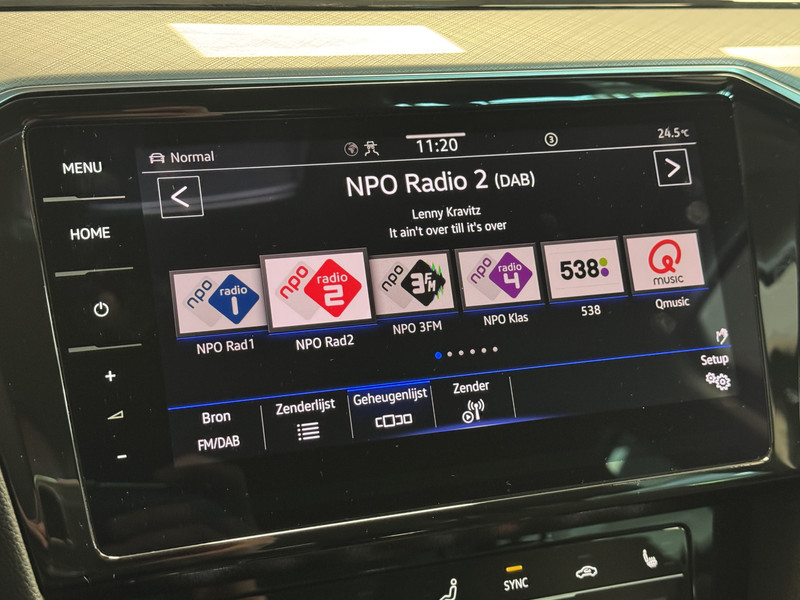 MENU
HOME
+
-
Normal
11:20
3
24.5°C
<
NPO Radio 2 (DAB)
>
Lenny Kravitz
It ain't over till it's over
npo radio 1
npo radio 2
npo 3FM
npo radio 4
538
Q MUSIC
NPO Rad1
NPO Rad2
NPO 3FM
NPO Klas
538
Qmusic
Setup
Bron
FM/DAB
Zenderlijst
Geheugenlijst
Zender
SYNC